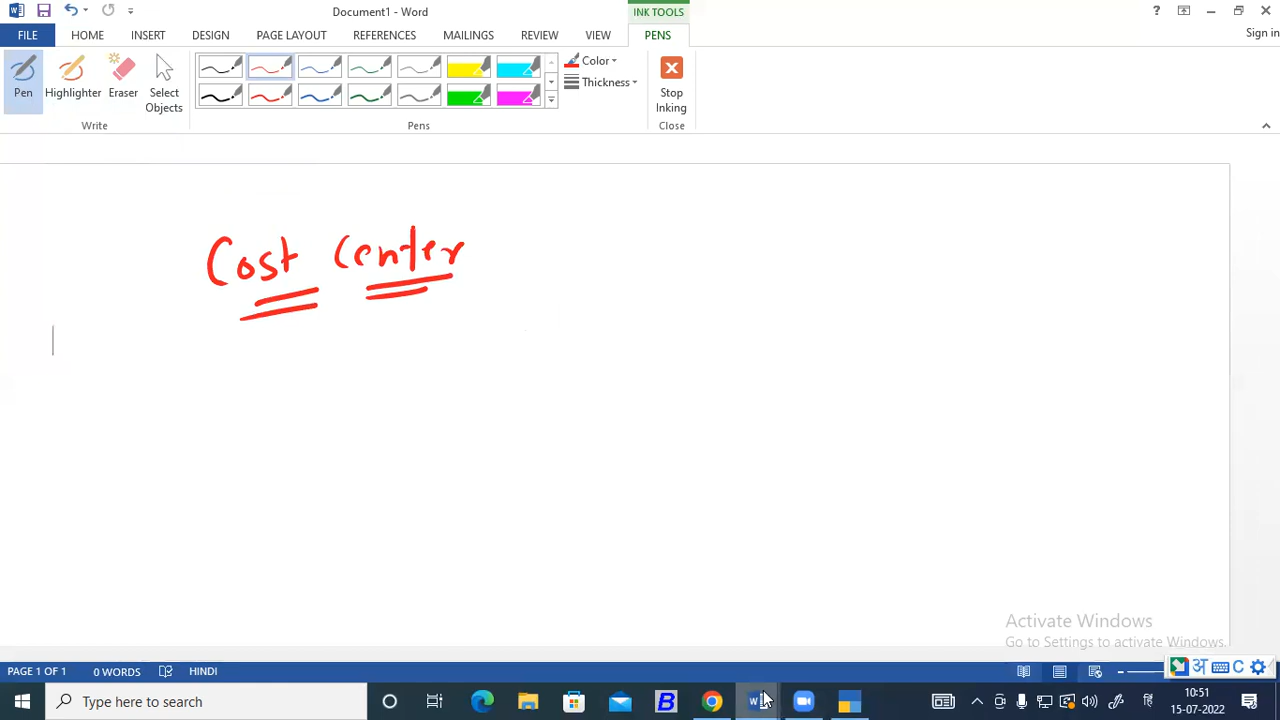 Document1 - Word
INK TOOLS
Sign in
FILE HOME INSERT DESIGN PAGE LAYOUT REFERENCES MAILINGS REVIEW VIEW PENS
Pen Highlighter Eraser Select Objects
Color
Thickness
Stop Inking
Write Pens Close
Cost Center
Activate Windows
Go to Settings to activate Windows.
PAGE 1 OF 1 0 WORDS HINDI
अ C
Type here to search
B
हिं
10:51
15-07-2022